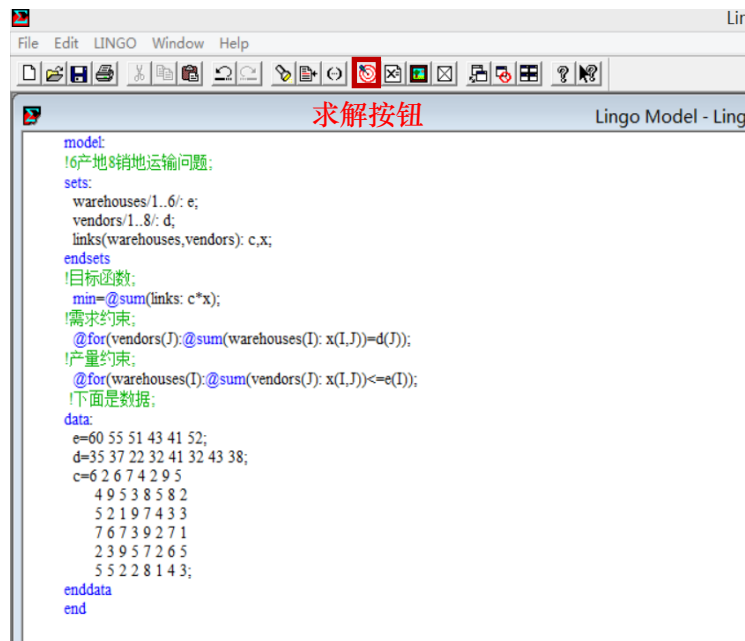 Lin
File Edit LINGO Window Help
求解按钮
Lingo Model - Ling
model:
!6产地8销地运输问题;
sets:
warehouses/1..6/: e;
vendors/1..8/: d;
links(warehouses,vendors): c,x;
endsets
!目标函数;
min=@sum(links: c*x);
!需求约束;
@for(vendors(J):@sum(warehouses(I): x(I,J))=d(J));
!产量约束;
@for(warehouses(I):@sum(vendors(J): x(I,J))<=e(I));
!下面是数据;
data:
e=60 55 51 43 41 52;
d=35 37 22 32 41 32 43 38;
c=6 2 6 7 4 2 9 5
4 9 5 3 8 5 8 2
5 2 1 9 7 4 3 3
7 6 7 3 9 2 7 1
2 3 9 5 7 2 6 5
5 5 2 2 8 1 4 3;
enddata
end